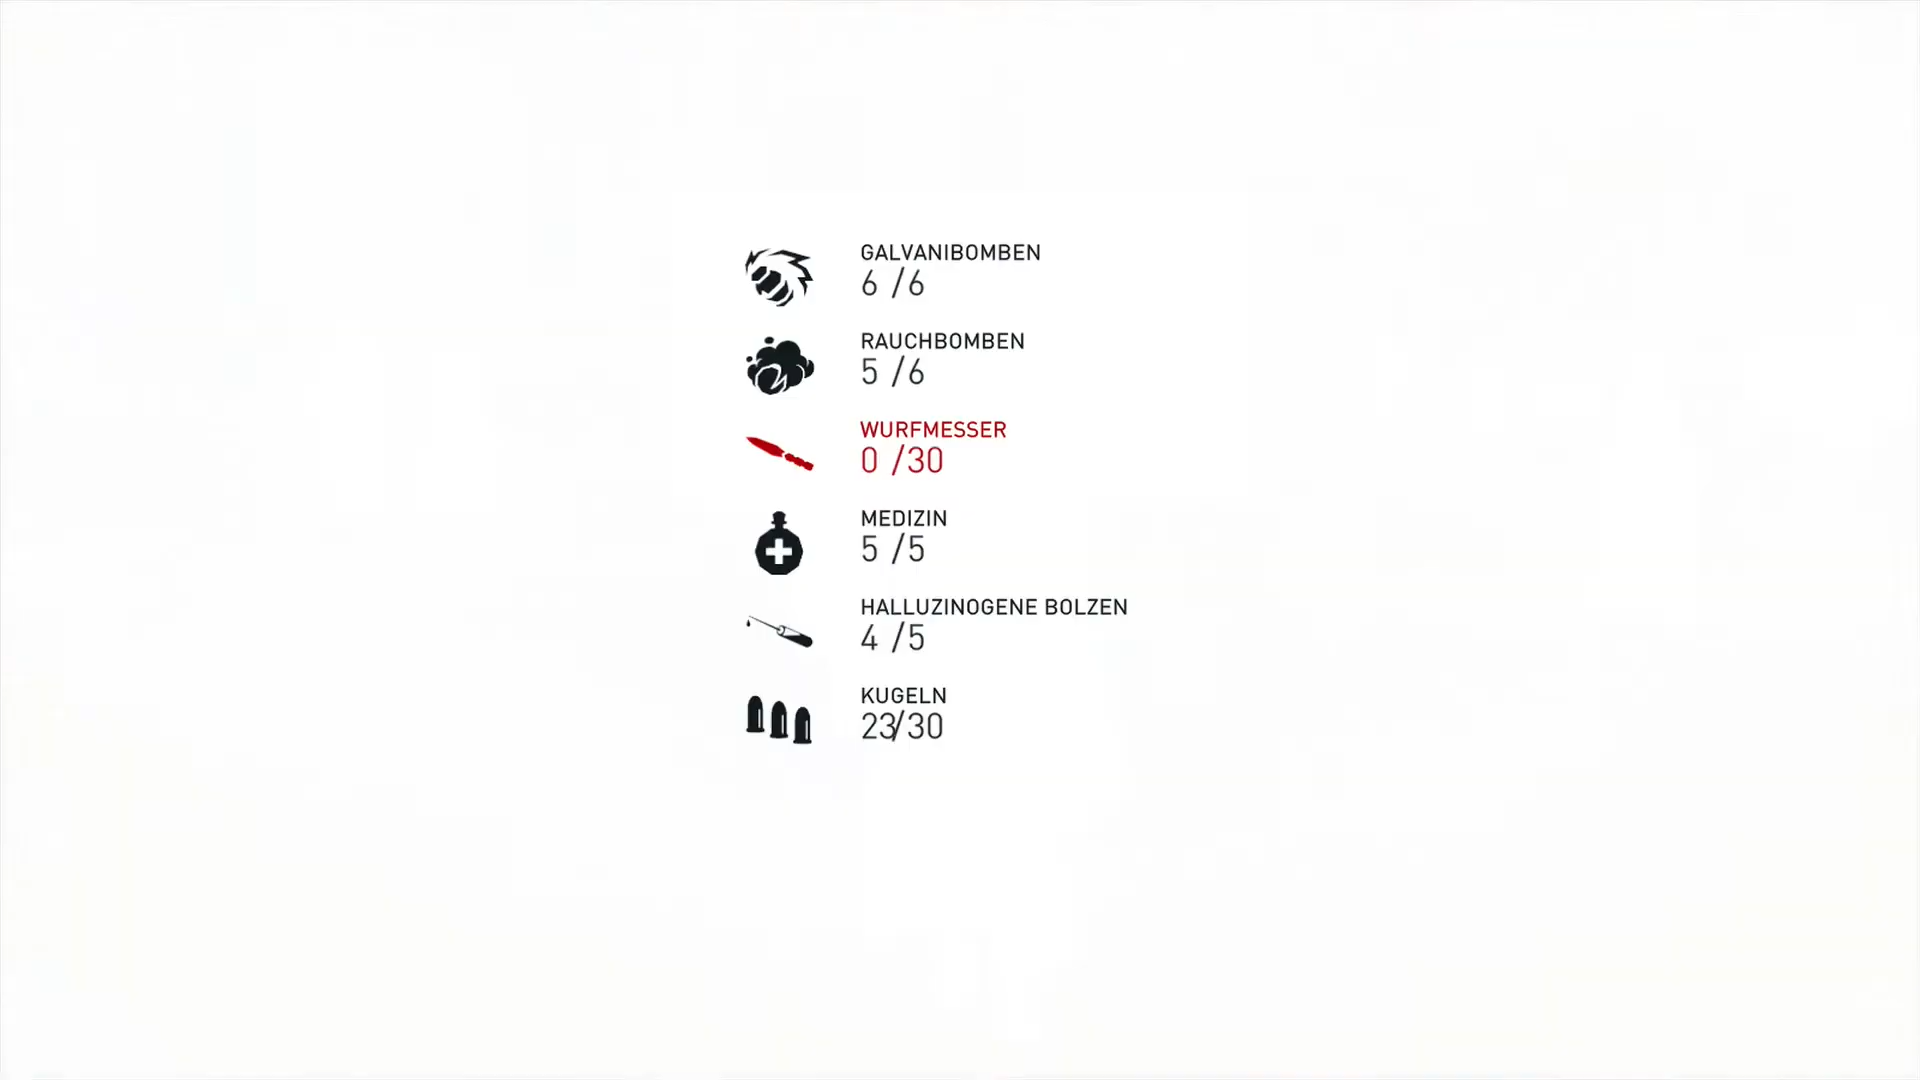 GALVANIBOMBEN
6 /6
RAUCHBOMBEN
5 /6
WURFMESSER
0 /30
MEDIZIN
5 /5
HALLUZINOGENE BOLZEN
4 /5
KUGELN
23/30